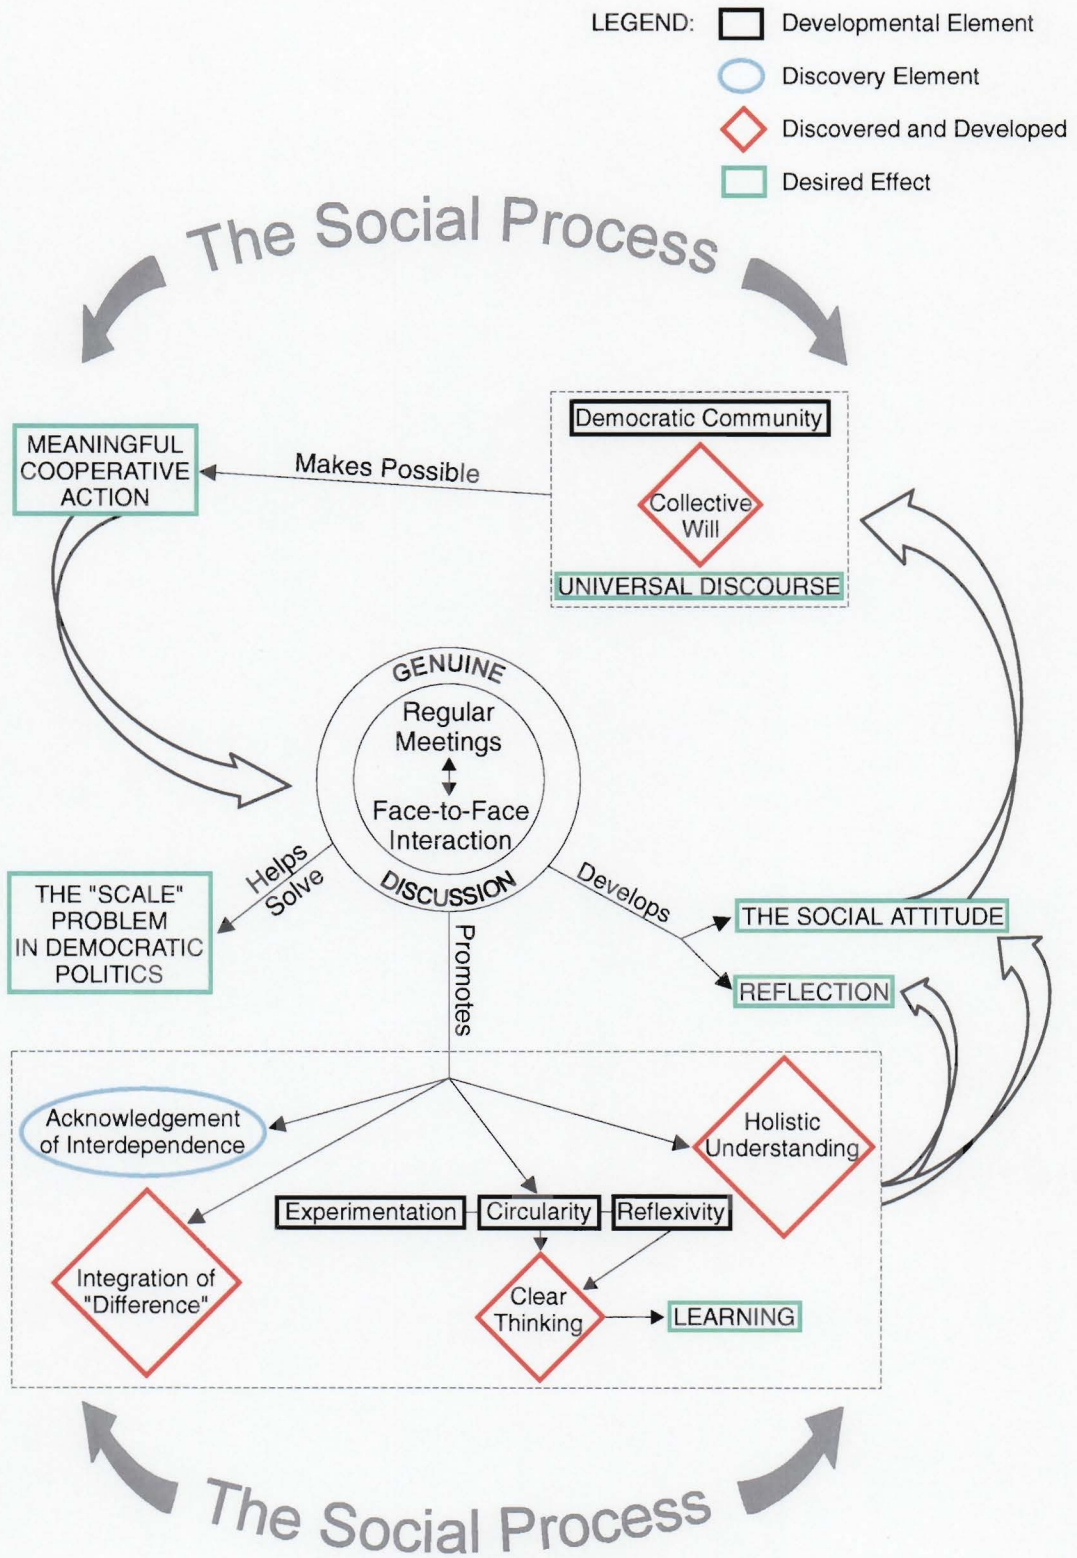 LEGEND:
Developmental Element
Discovery Element
Discovered and Developed
Desired Effect
The Social Process
Democratic Community
MEANINGFUL
COOPERATIVE
ACTION
Makes Possible
Collective
Will
UNIVERSAL DISCOURSE
GENUINE
Regular
Meetings
Face-to-Face
Interaction
DISCUSSION
Helps
Solve
Develops
THE "SCALE"
PROBLEM
IN DEMOCRATIC
POLITICS
THE SOCIAL ATTITUDE
REFLECTION
Promotes
Acknowledgement
of Interdependence
Holistic
Understanding
Experimentation
Circularity
Reflexivity
Integration of
"Difference"
Clear
Thinking
LEARNING
The Social Process